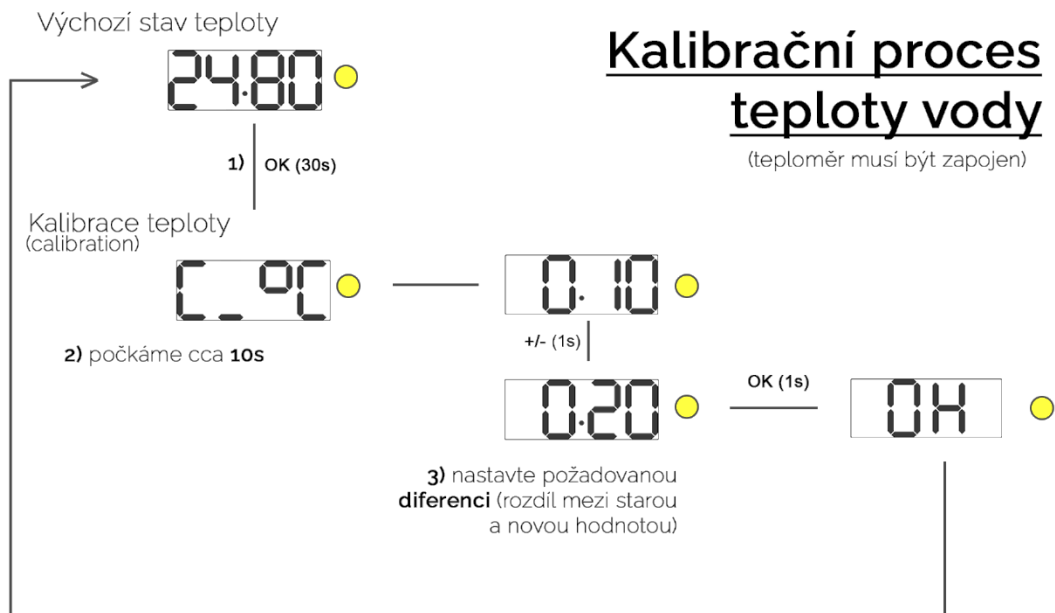 Výchozí stav teploty
24.80
Kalibrační proces
teploty vody
(teploměr musí být zapojen)
1) OK (30s)
Kalibrace teploty
(calibration)
C_ °C
0.10
2) počkáme cca 10s
+/- (1s)
0.20
OK (1s)
OH
3) nastavte požadovanou
diferenci (rozdíl mezi starou
a novou hodnotou)